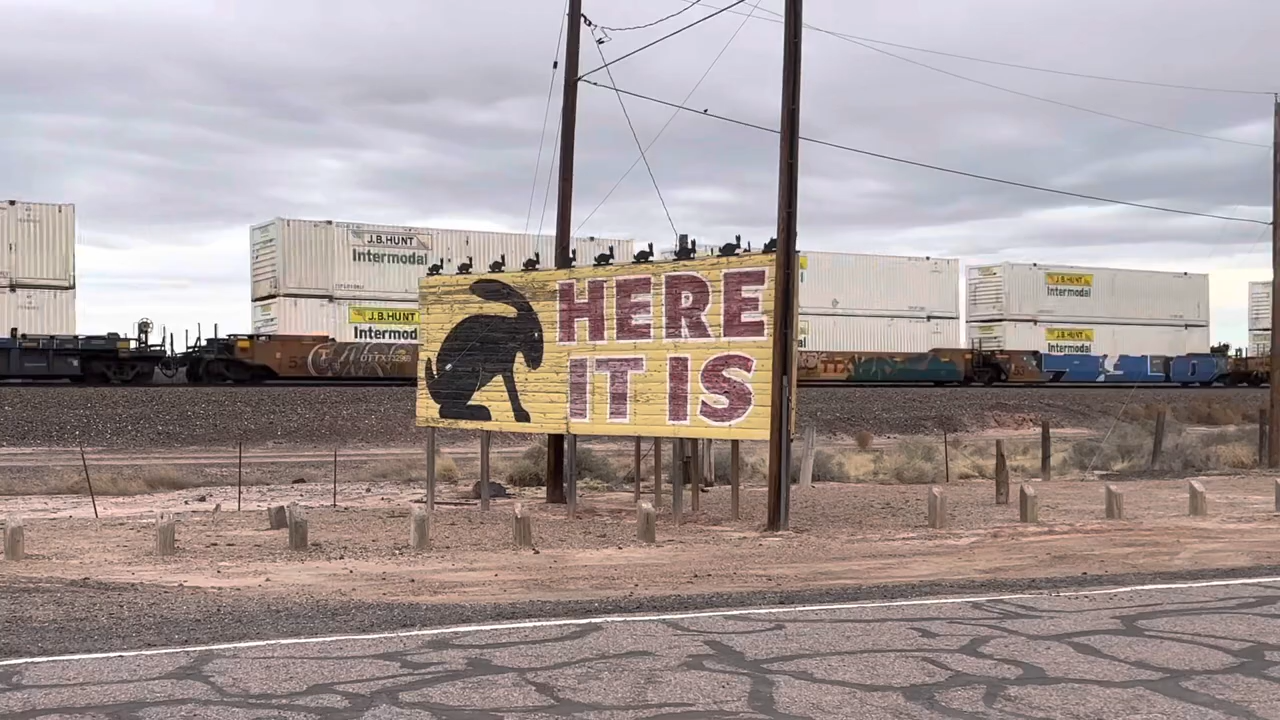 J.B.HUNT
Intermodal
J.B.HUNT
Intermodal
HERE
IT IS
J.B.HUNT
Intermodal
J.B.HUNT
Intermodal